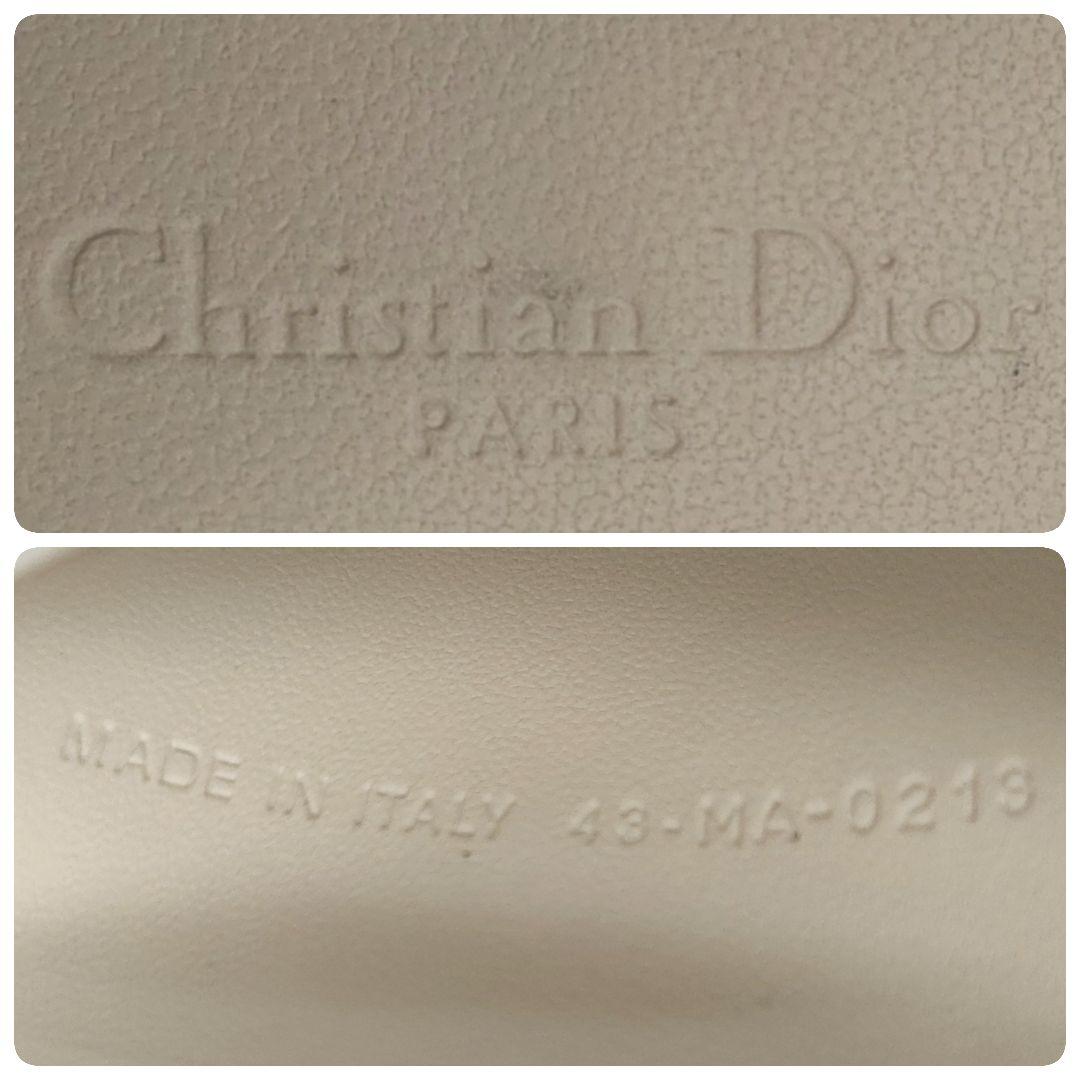 Christian Dior
PARIS
MADE IN ITALY 43-MA-0213